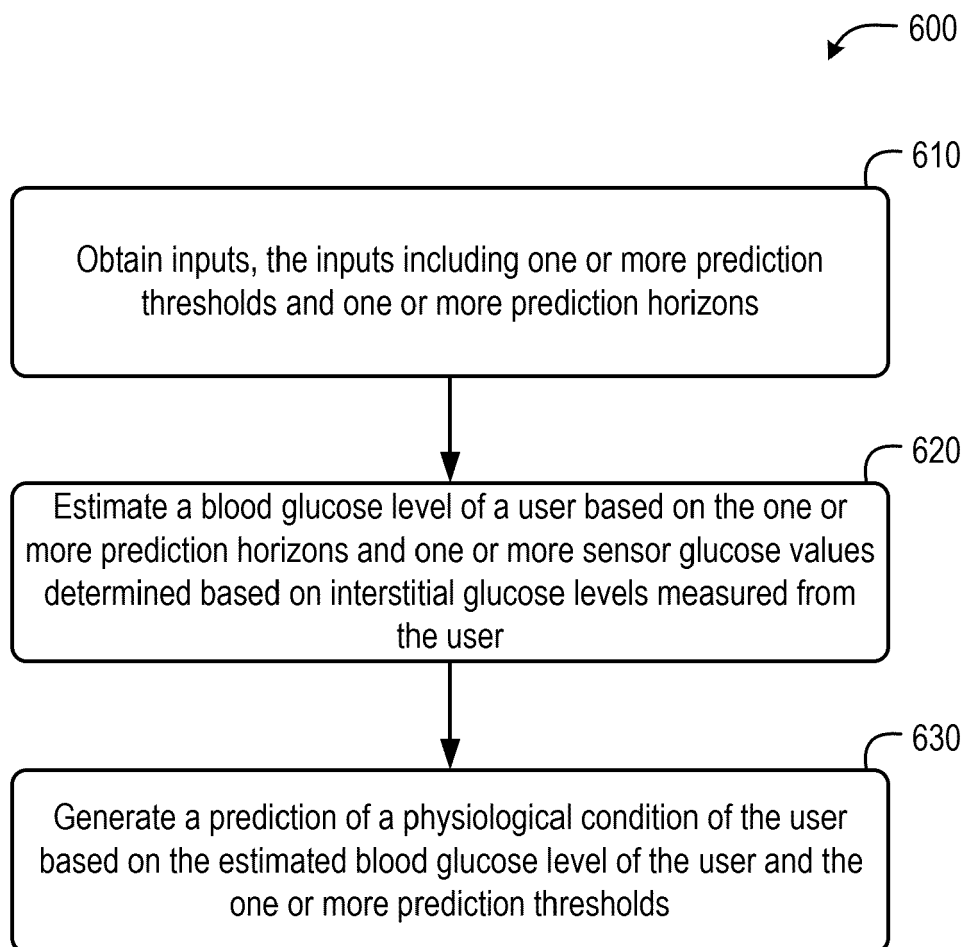 600
610
Obtain inputs, the inputs including one or more prediction
thresholds and one or more prediction horizons
620
Estimate a blood glucose level of a user based on the one or
more prediction horizons and one or more sensor glucose values
determined based on interstitial glucose levels measured from
the user
630
Generate a prediction of a physiological condition of the user
based on the estimated blood glucose level of the user and the
one or more prediction thresholds